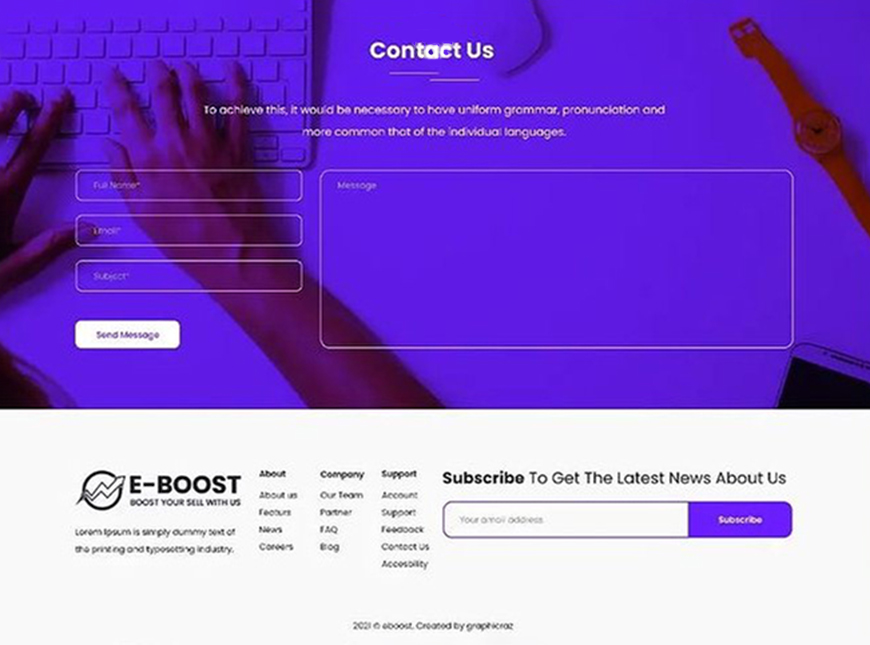 Contact Us
To achieve this, it would be necessary to have uniform grammar, pronunciation and
more common that of the individual languages.
Full Name*
Message
Email*
Subject*
Send Message
E-BOOST
BOOST YOUR SELL WITH US
Lorem Ipsum is simply dummy text of
the printing and typesetting industry.
About
About us
Featurs
News
Careers
Company
Our Team
Partner
FAQ
Blog
Support
Account
Support
Feedback
Contact Us
Accesbility
Subscribe To Get The Latest News About Us
Your email address
Subscribe
2021 © eboost. Created by graphicraz